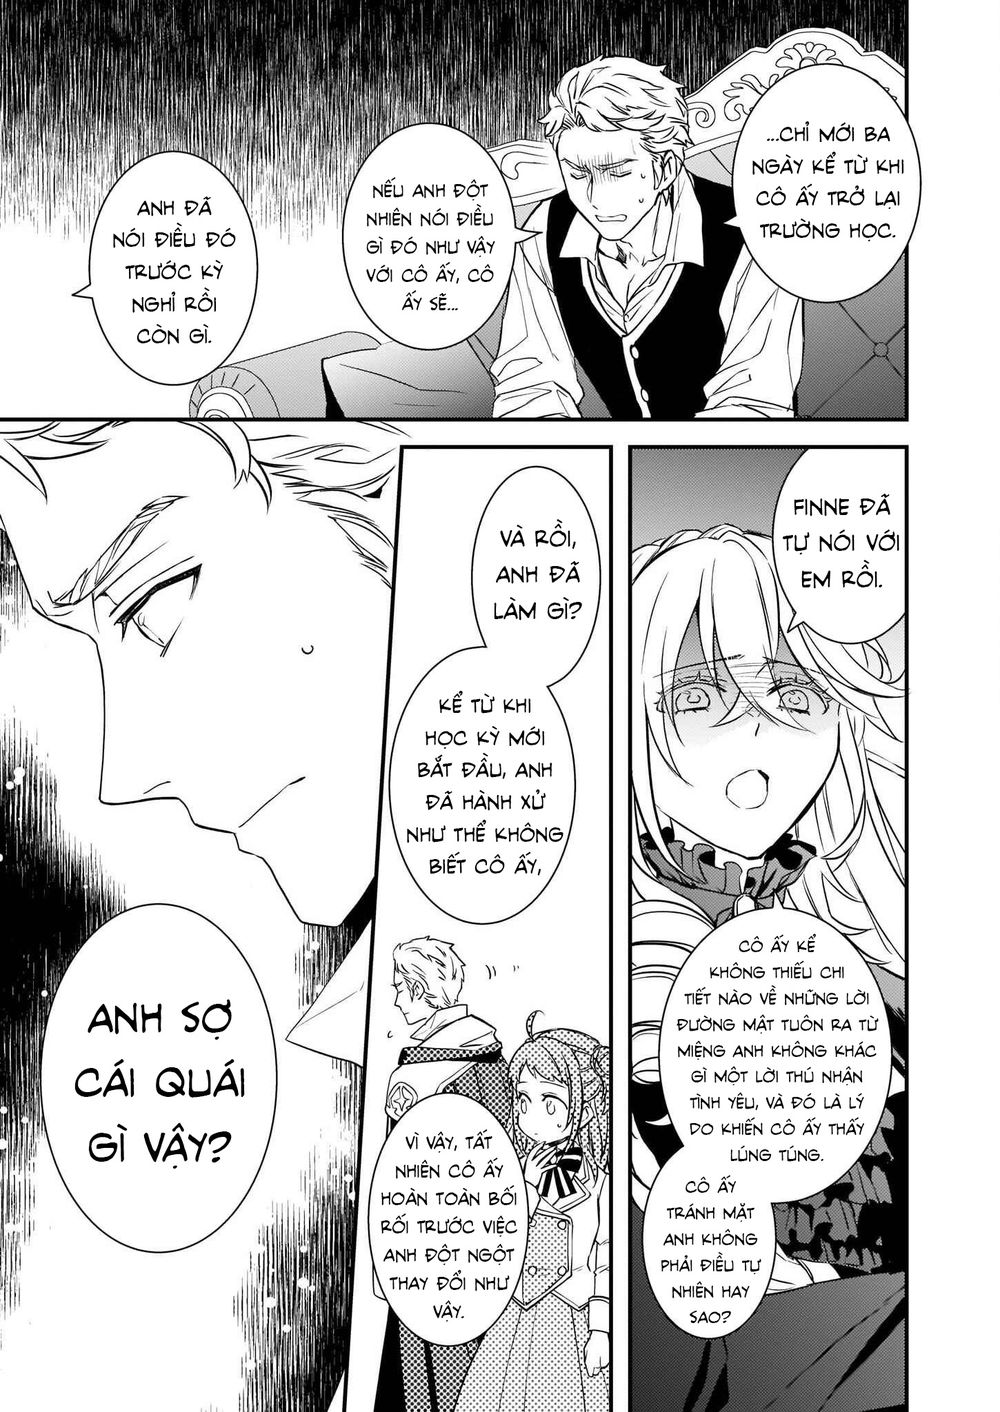 ...CHỈ MỚI BA
NGÀY KỂ TỪ KHI
CÔ ẤY TRỞ LẠI
TRƯỜNG HỌC.
NẾU ANH ĐỘT
NHIÊN NÓI ĐIỀU
GÌ ĐÓ NHƯ VẬY
VỚI CÔ ẤY, CÔ
ẤY SẼ...
ANH ĐÃ
NÓI ĐIỀU ĐÓ
TRƯỚC KỲ
NGHỈ RỒI
CÒN GÌ.
FINNE ĐÃ
TỰ NÓI VỚI
EM RỒI.
CÔ ẤY KỂ
KHÔNG THIẾU CHI
TIẾT NÀO VỀ NHỮNG LỜI
ĐƯỜNG MẬT TUÔN RA TỪ
MIỆNG ANH KHÔNG KHÁC
GÌ MỘT LỜI THÚ NHẬN
TÌNH YÊU, VÀ ĐÓ LÀ LÝ
DO KHIẾN CÔ ẤY THẤY
LÚNG TÚNG.
CÔ ẤY
TRÁNH MẶT
ANH KHÔNG
PHẢI ĐIỀU TỰ
NHIÊN HAY
SAO?
VÀ RỒI,
ANH ĐÃ
LÀM GÌ?
KỂ TỪ KHI
HỌC KỲ MỚI
BẮT ĐẦU, ANH
ĐÃ HÀNH XỬ
NHƯ THỂ KHÔNG
BIẾT CÔ ẤY,
VÌ VẬY, TẤT
NHIÊN CÔ ẤY
HOÀN TOÀN BỐI
RỐI TRƯỚC VIỆC
ANH ĐỘT NGỘT
THAY ĐỔI NHƯ
VẬY.
ANH SỢ
CÁI QUÁI
GÌ VẬY?